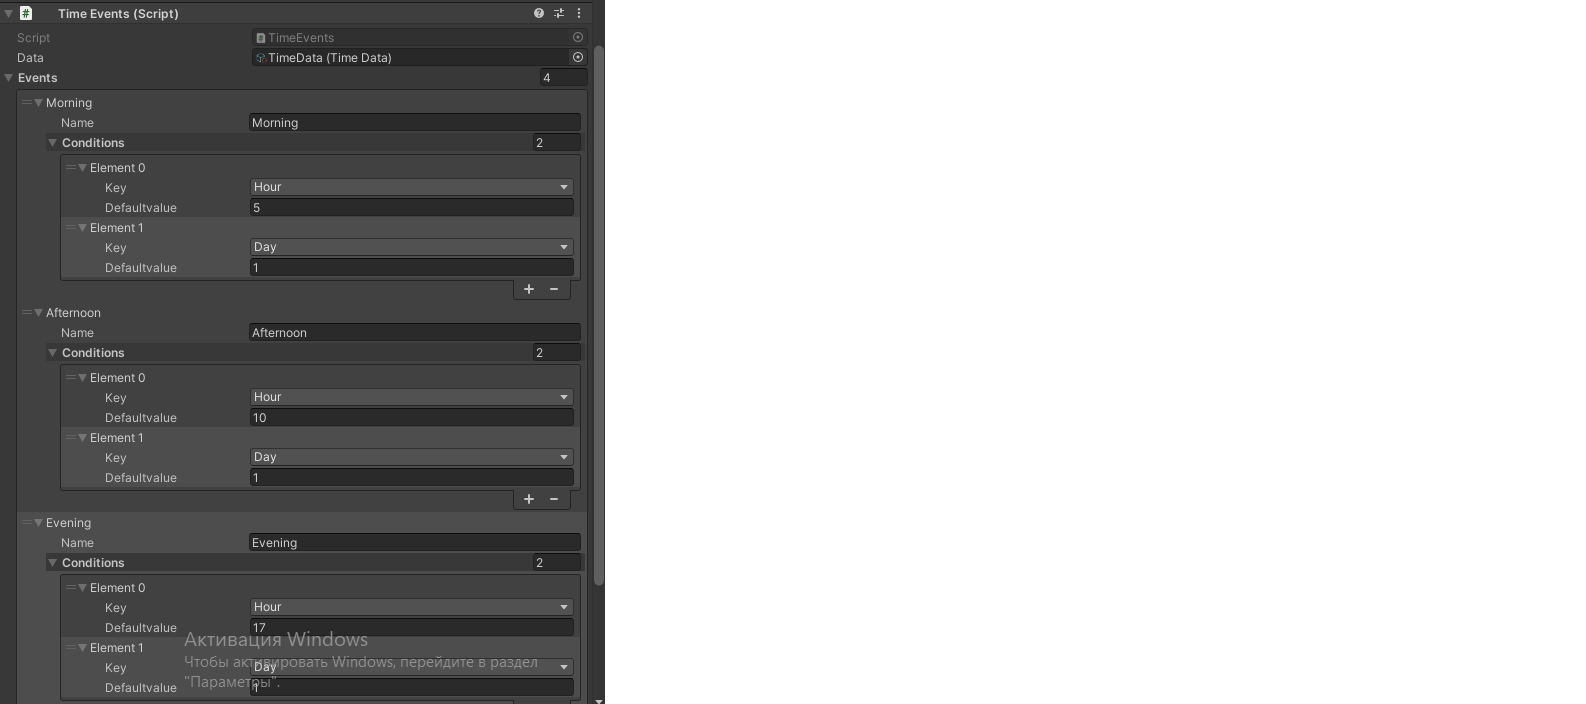 Time Events (Script)
Script TimeEvents
Data TimeData (Time Data)
Events 4
Morning
Name Morning
Conditions 2
Element 0
Key Hour
Defaultvalue 5
Element 1
Key Day
Defaultvalue 1
Afternoon
Name Afternoon
Conditions 2
Element 0
Key Hour
Defaultvalue 10
Element 1
Key Day
Defaultvalue 1
Evening
Name Evening
Conditions 2
Element 0
Key Hour
Defaultvalue 17
Активация Windows
Element 1
Чтобы активировать Windows, перейдите в раздел
Key Day
"Параметры".
Defaultvalue 1